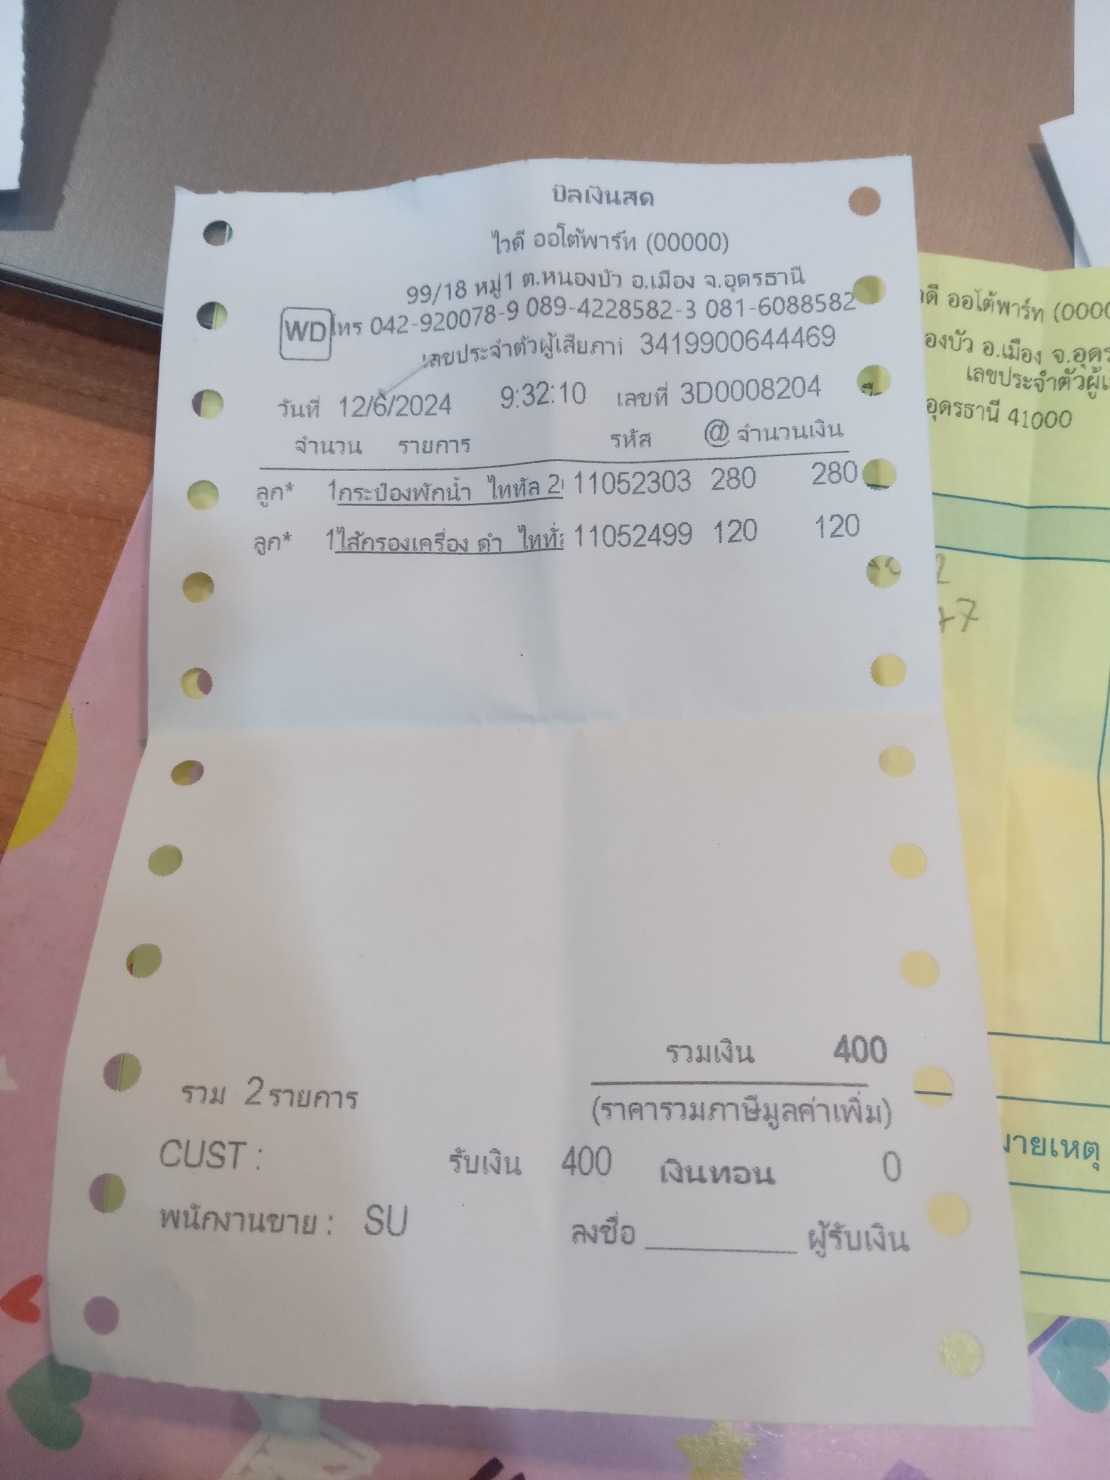 บิลเงินสด
ไวดี ออโต้พาร์ท (00000)
99/18 หมู่1 ต.หนองบัว อ.เมือง จ.อุดรธานี
WD โทร 042-920078-9 089-4228582-3 081-6088582
เลขประจำตัวผู้เสียภาษี 3419900644469
วันที่ 12/6/2024 9:32:10 เลขที่ 3D0008204
จำนวน รายการ รหัส @ จำนวนเงิน
ลูก* 1กระป๋องพักน้ำ ไททัล 2 11052303 280 280
ลูก* 1ไส้กรองเครื่อง ดำ ไททั่ 11052499 120 120
รวมเงิน 400
รวม 2รายการ (ราคารวมภาษีมูลค่าเพิ่ม)
CUST : รับเงิน 400 เงินทอน 0
พนักงานขาย : SU ลงชื่อ ผู้รับเงิน
ดี ออโต้พาร์ท (0000
องบัว อ.เมือง จ.อุดร
เลขประจำตัวผู้เ
อุดรธานี 41000
2
47
มายเหตุ